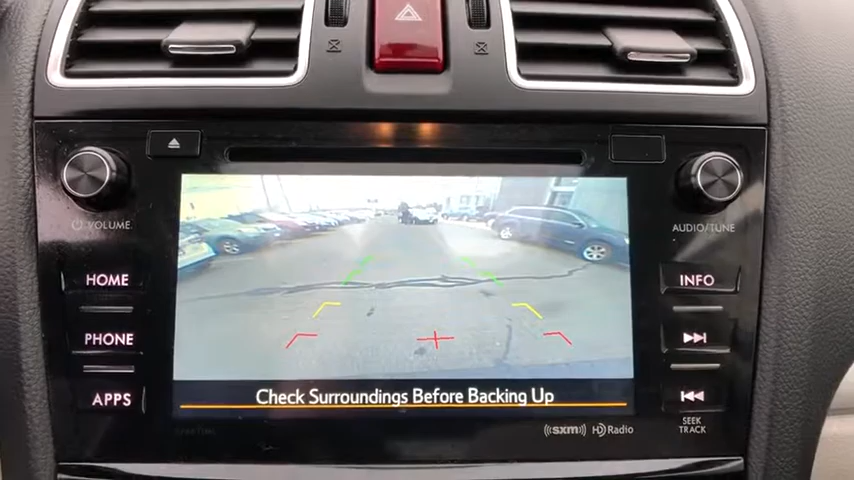 VOLUME
AUDIO/TUNE
HOME
INFO
PHONE
APPS
Check Surroundings Before Backing Up
((sxm))
HD Radio
SEEK
TRACK